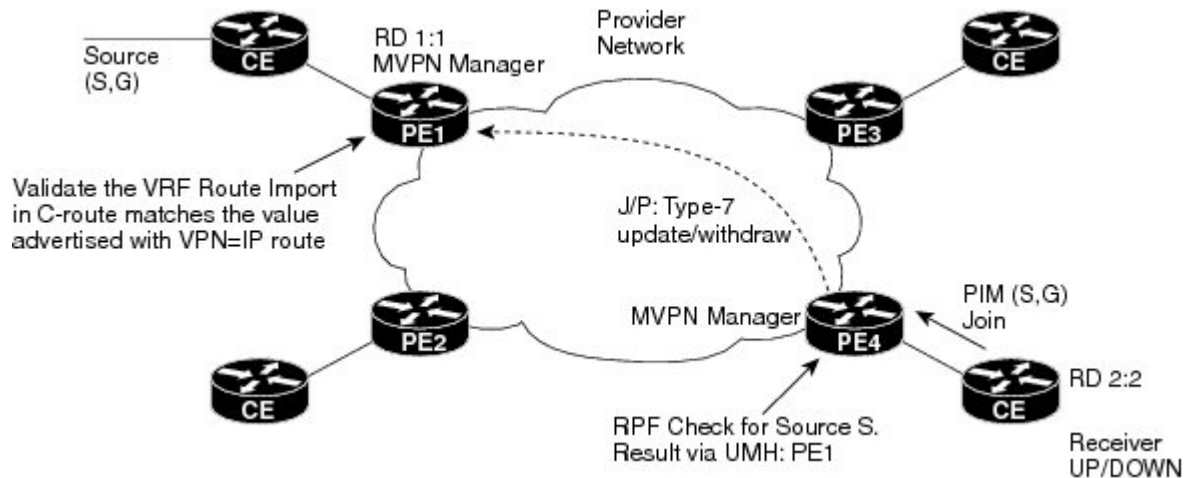 Source
(S,G)
CE
RD 1:1
MVPN Manager
Provider
Network
CE
PE1
PE3
Validate the VRF Route Import
in C-route matches the value
advertised with VPN=IP route
J/P: Type-7
update/withdraw
PE2
MVPN Manager
PE4
PIM (S,G)
Join
CE
RPF Check for Source S.
Result via UMH: PE1
CE
RD 2:2
Receiver
UP/DOWN